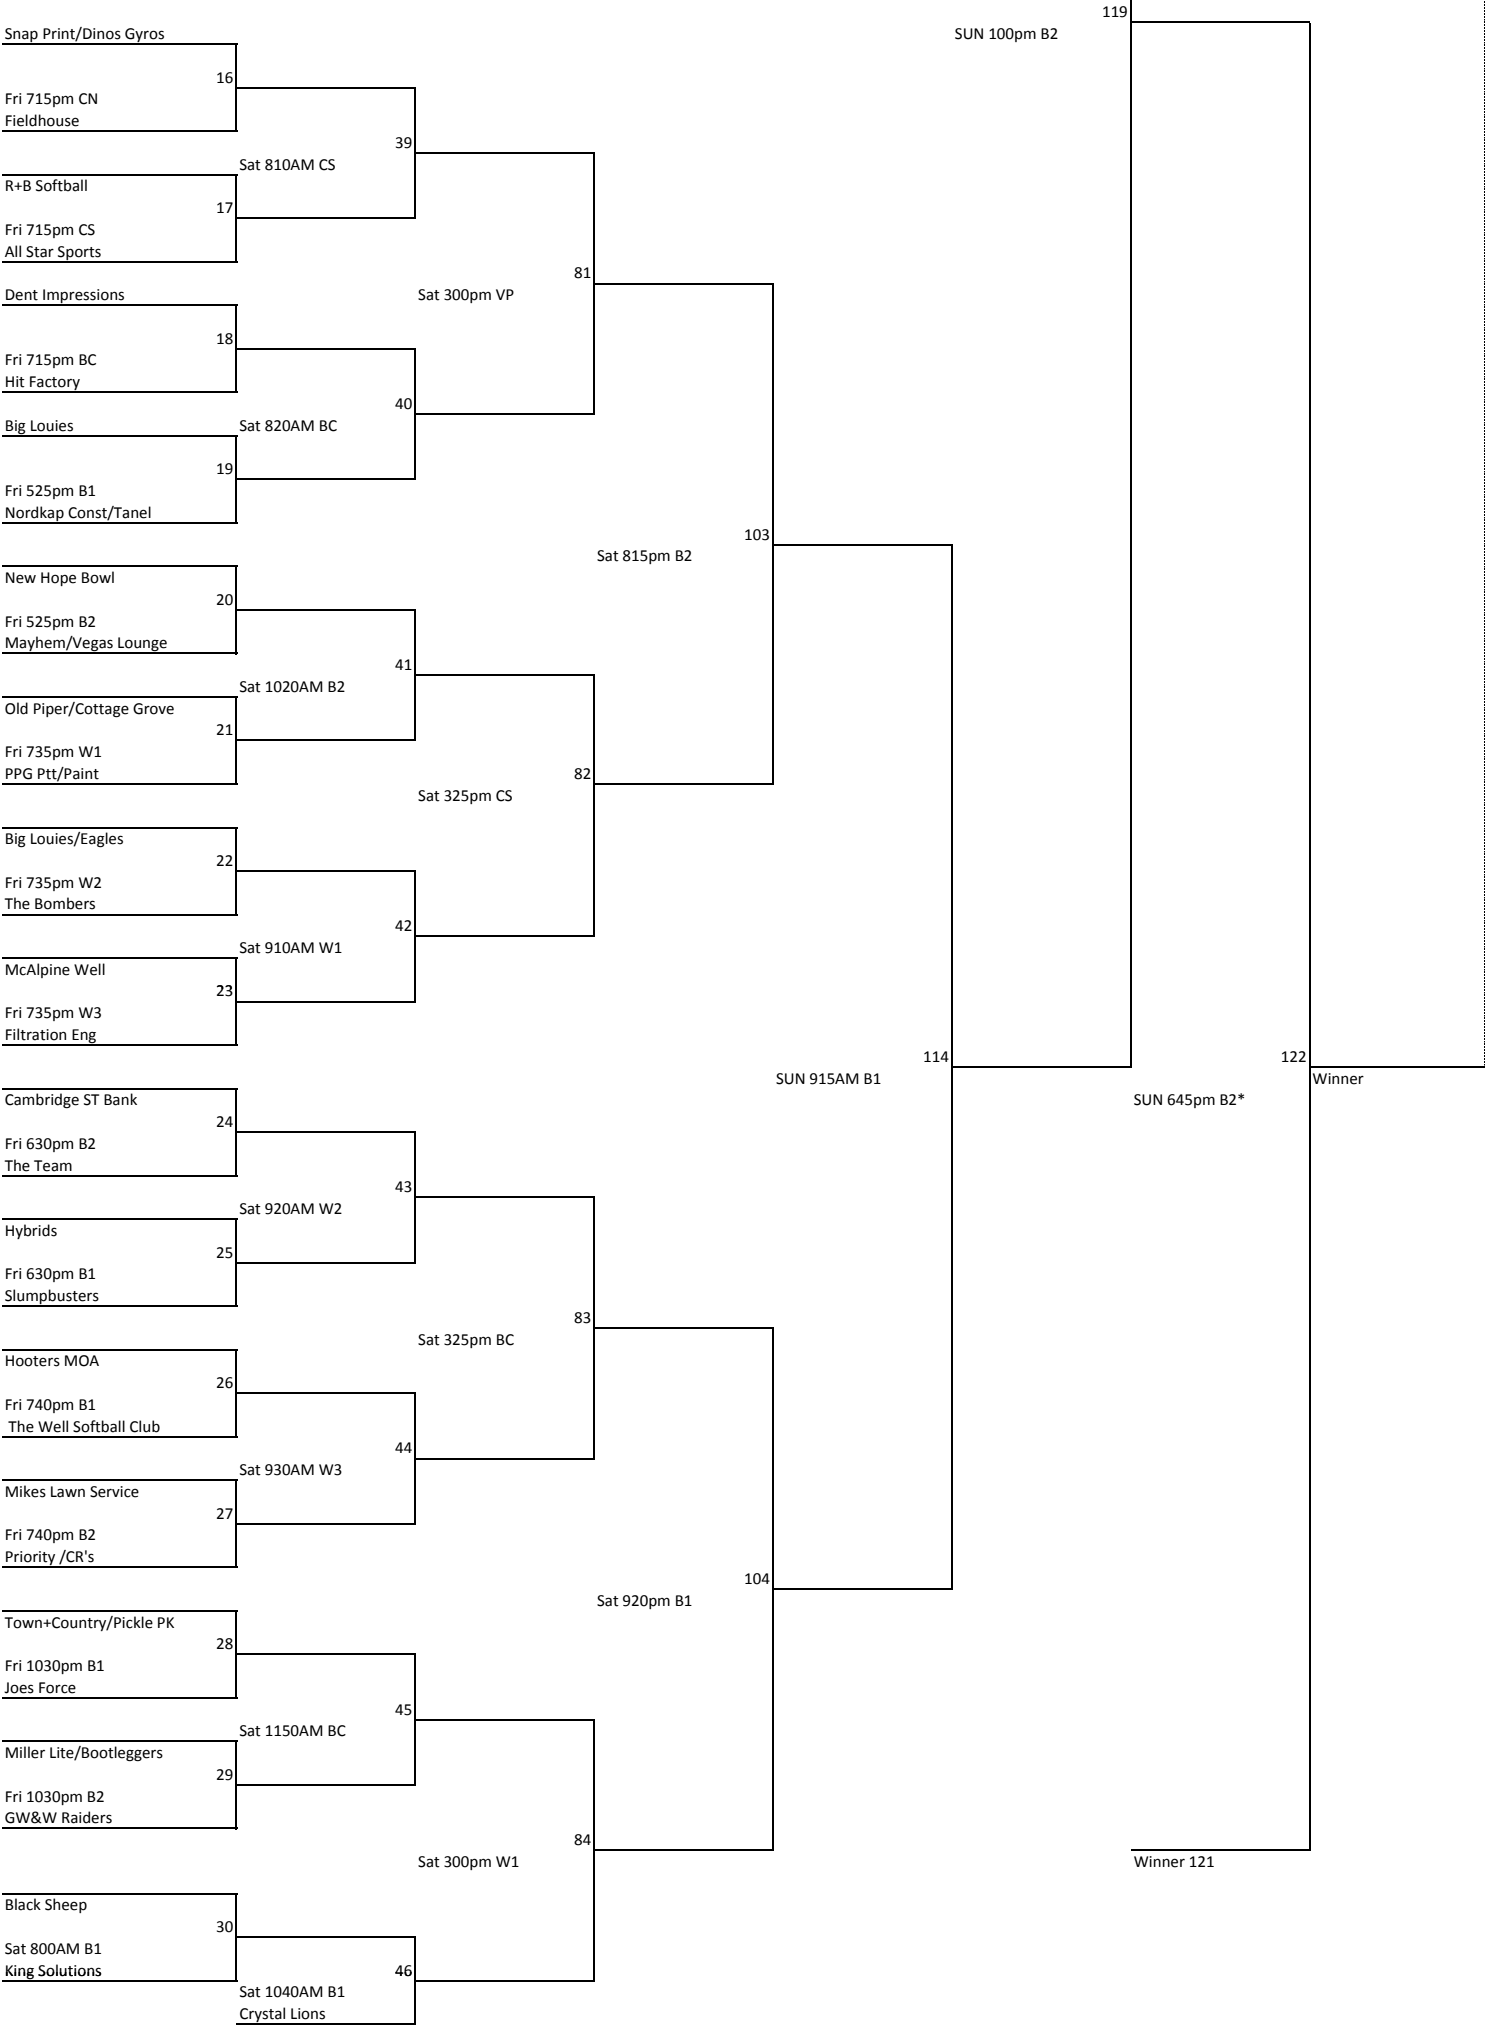 119
SUN 100pm B2
Snap Print/Dinos Gyros
16
Fri 715pm CN
Fieldhouse
39
Sat 810AM CS
R+B Softball
17
Fri 715pm CS
All Star Sports
81
Sat 300pm VP
Dent Impressions
18
Fri 715pm BC
Hit Factory
40
Sat 820AM BC
Big Louies
19
Fri 525pm B1
Nordkap Const/Tanel
103
Sat 815pm B2
New Hope Bowl
20
Fri 525pm B2
Mayhem/Vegas Lounge
41
Sat 1020AM B2
Old Piper/Cottage Grove
21
Fri 735pm W1
PPG Ptt/Paint
82
Sat 325pm CS
Big Louies/Eagles
22
Fri 735pm W2
The Bombers
42
Sat 910AM W1
McAlpine Well
23
Fri 735pm W3
Filtration Eng
114
SUN 915AM B1
122
Winner
SUN 645pm B2*
Cambridge ST Bank
24
Fri 630pm B2
The Team
43
Sat 920AM W2
Hybrids
25
Fri 630pm B1
Slumpbusters
83
Sat 325pm BC
Hooters MOA
26
Fri 740pm B1
The Well Softball Club
44
Sat 930AM W3
Mikes Lawn Service
27
Fri 740pm B2
Priority /CR's
104
Sat 920pm B1
Town+Country/Pickle PK
28
Fri 1030pm B1
Joes Force
45
Sat 1150AM BC
Miller Lite/Bootleggers
29
Fri 1030pm B2
GW&W Raiders
84
Sat 300pm W1
Winner 121
Black Sheep
30
Sat 800AM B1
King Solutions
46
Sat 1040AM B1
Crystal Lions